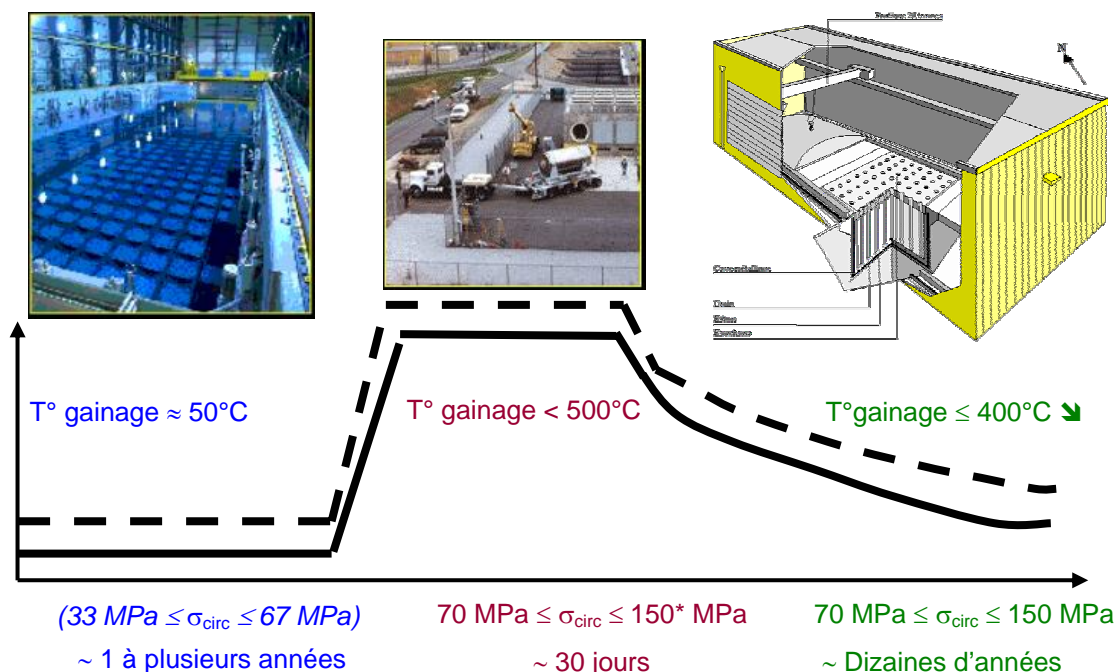 N
T° gainage ≈ 50°C
T° gainage < 500°C
T°gainage ≤ 400°C ➘
(33 MPa ≤ σcirc ≤ 67 MPa)
70 MPa ≤ σcirc ≤ 150* MPa
70 MPa ≤ σcirc ≤ 150 MPa
~ 1 à plusieurs années
~ 30 jours
~ Dizaines d'années